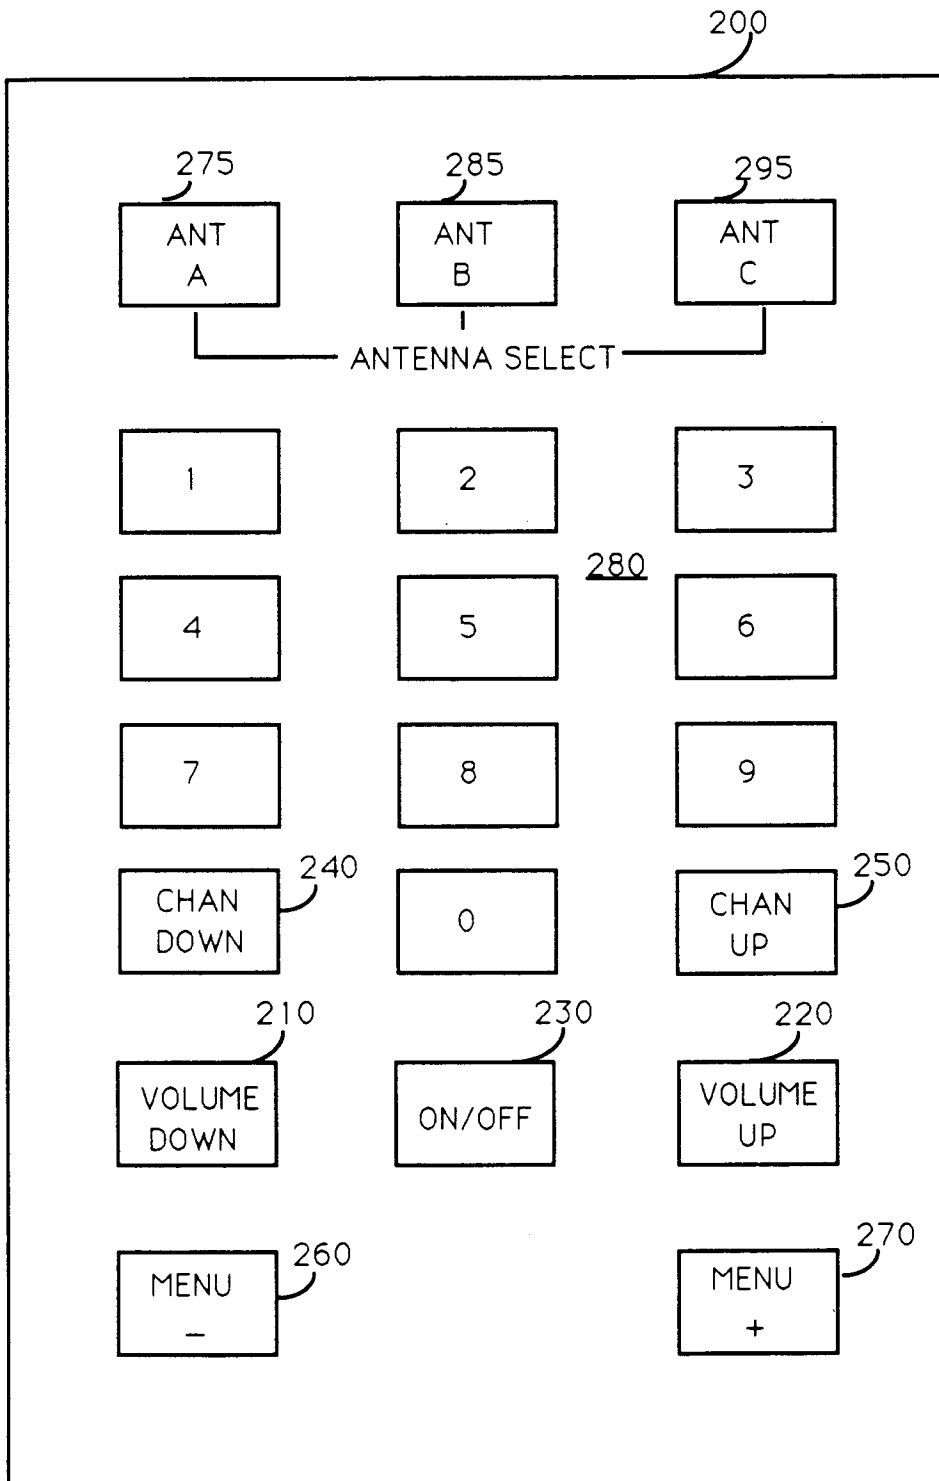 200
275 285 295
ANT ANT ANT
A B C
ANTENNA SELECT
1 2 3
280
4 5 6
7 8 9
240 250
CHAN CHAN
DOWN 0 UP
210 230 220
VOLUME ON/OFF VOLUME
DOWN UP
260 270
MENU MENU
– +